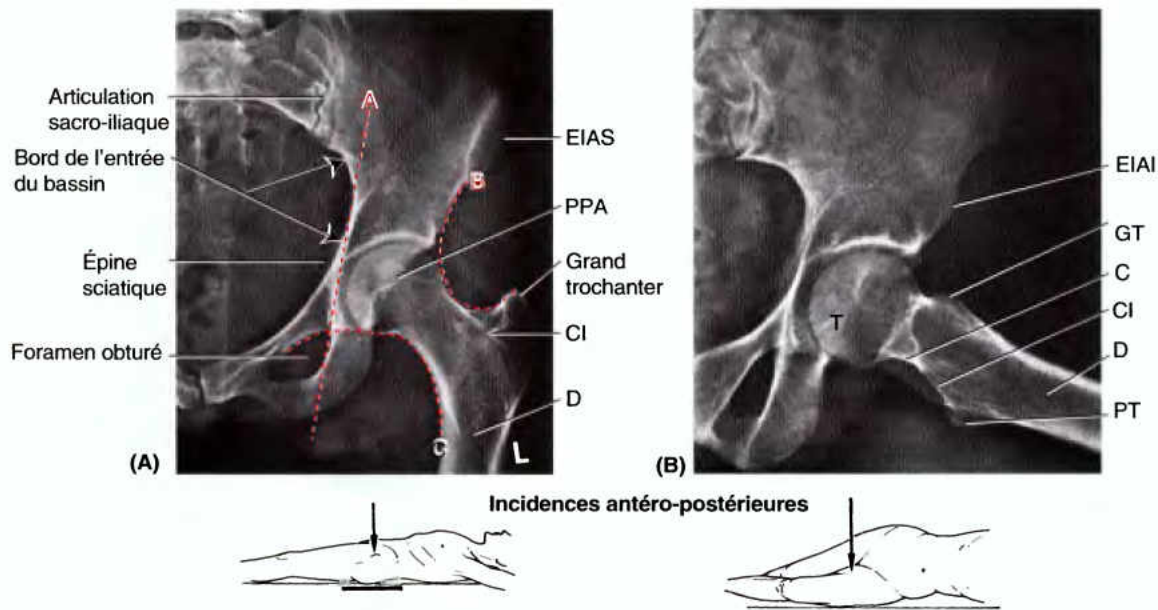 Articulation
sacro-iliaque
Bord de l'entrée
du bassin
Épine
sciatique
Foramen obturé
A
B
C
L
EIAS
PPA
Grand
trochanter
CI
D
(A)
T
EIAI
GT
C
CI
D
PT
(B)
Incidences antéro-postérieures